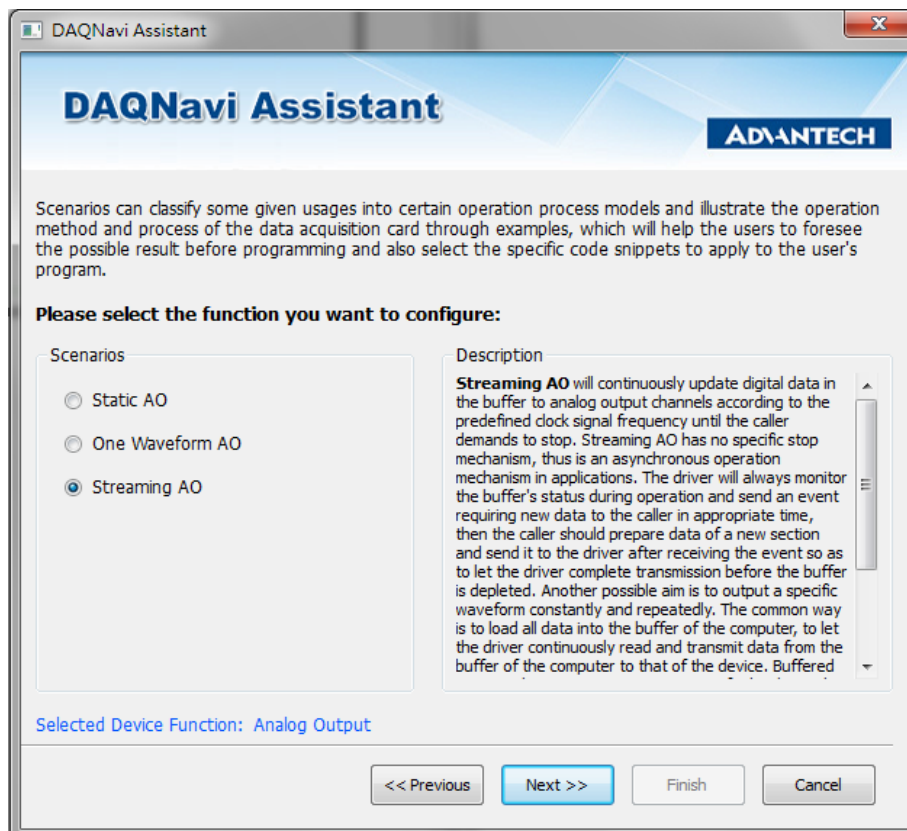 DAQNavi Assistant
DAQNavi Assistant
ADVANTECH
Scenarios can classify some given usages into certain operation process models and illustrate the operation
method and process of the data acquisition card through examples, which will help the users to foresee
the possible result before programming and also select the specific code snippets to apply to the user's
program.
Please select the function you want to configure:
Scenarios
Static AO
One Waveform AO
Streaming AO
Description
Streaming AO will continuously update digital data in
the buffer to analog output channels according to the
predefined clock signal frequency until the caller
demands to stop. Streaming AO has no specific stop
mechanism, thus is an asynchronous operation
mechanism in applications. The driver will always monitor
the buffer's status during operation and send an event
requiring new data to the caller in appropriate time,
then the caller should prepare data of a new section
and send it to the driver after receiving the event so as
to let the driver complete transmission before the buffer
is depleted. Another possible aim is to output a specific
waveform constantly and repeatedly. The common way
is to load all data into the buffer of the computer, to let
the driver continuously read and transmit data from the
buffer of the computer to that of the device. Buffered
Selected Device Function: Analog Output
<< Previous
Next >>
Finish
Cancel